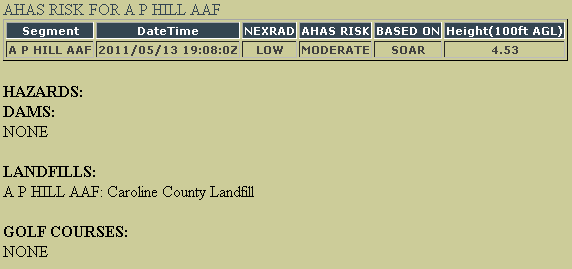 AHAS RISK FOR A P HILL AAF
Segment DateTime NEXRAD AHAS RISK BASED ON Height(100ft AGL)
A P HILL AAF 2011/05/13 19:08:0Z LOW MODERATE SOAR 4.53
HAZARDS:
DAMS:
NONE
LANDFILLS:
A P HILL AAF: Caroline County Landfill
GOLF COURSES:
NONE